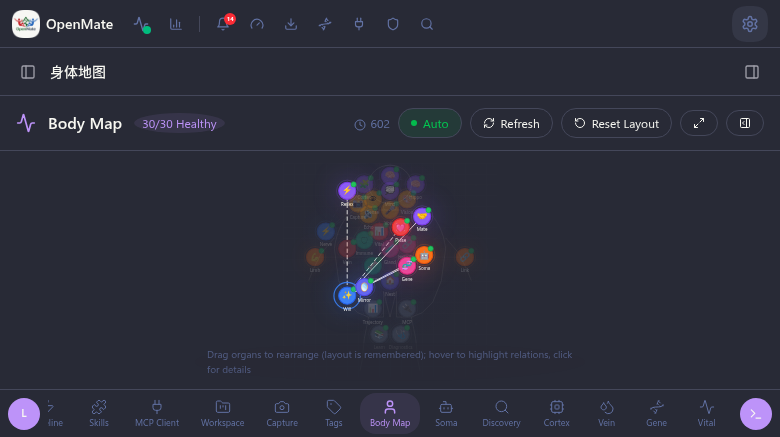 OpenMate
14
身体地图
Body Map
30/30 Healthy
602
Auto
Refresh
Reset Layout
Reflex
Mate
Pulse
Soma
Gene
Mirror
Will
Drag organs to rearrange (layout is remembered); hover to highlight relations, click
for details
L
line
Skills
MCP Client
Workspace
Capture
Tags
Body Map
Soma
Discovery
Cortex
Vein
Gene
Vital